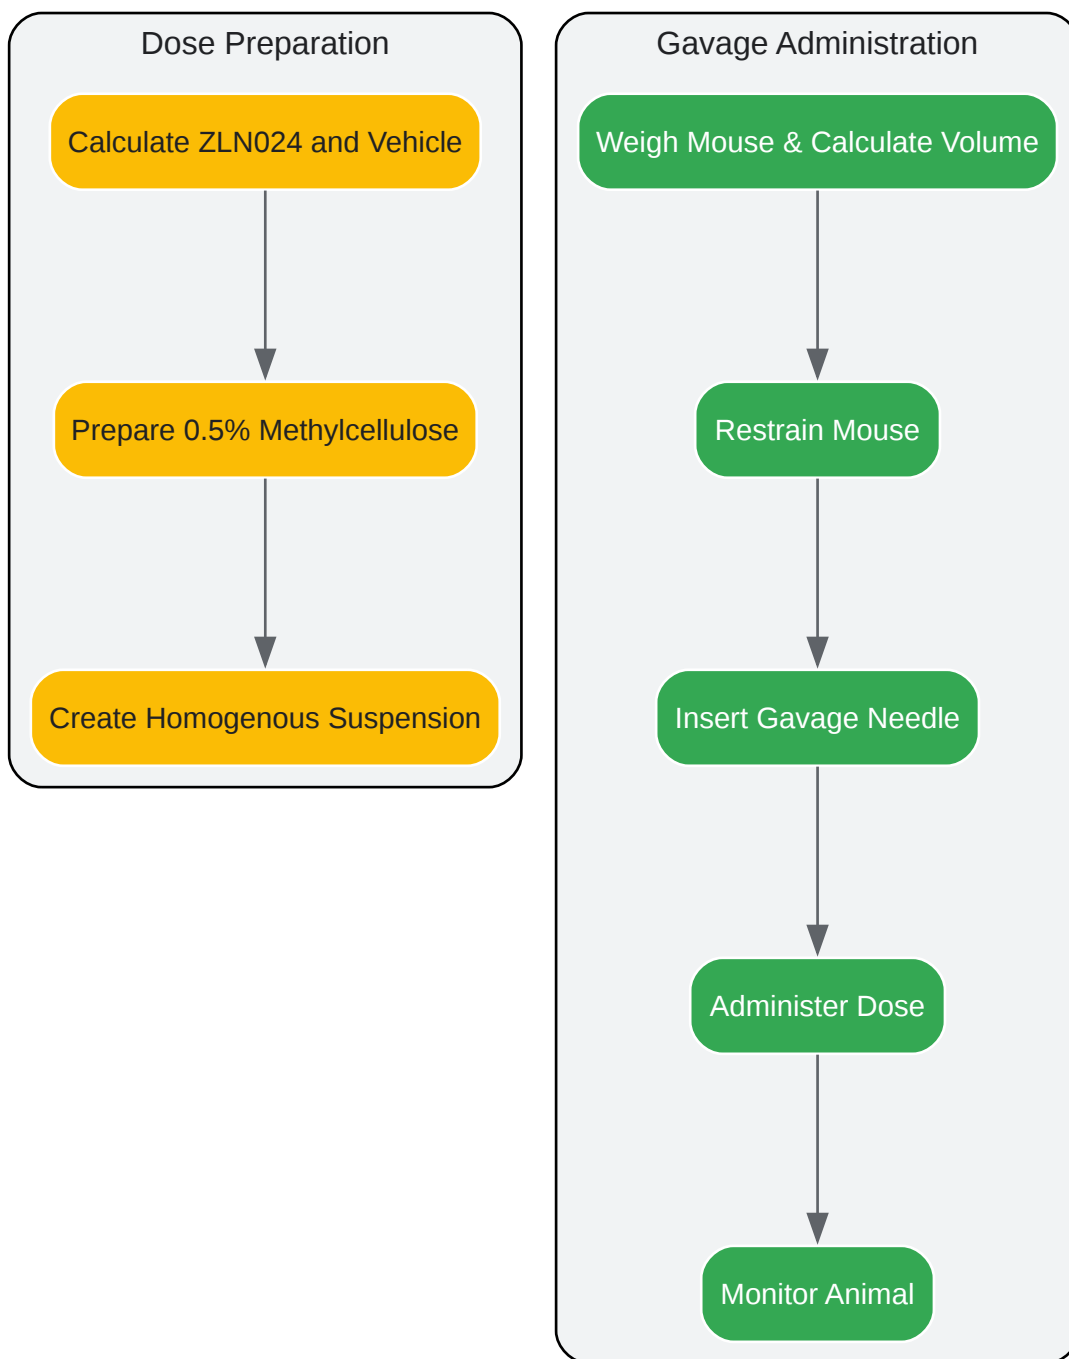 Dose Preparation
Calculate ZLN024 and Vehicle
Prepare 0.5% Methylcellulose
Create Homogenous Suspension
Gavage Administration
Weigh Mouse & Calculate Volume
Restrain Mouse
Insert Gavage Needle
Administer Dose
Monitor Animal